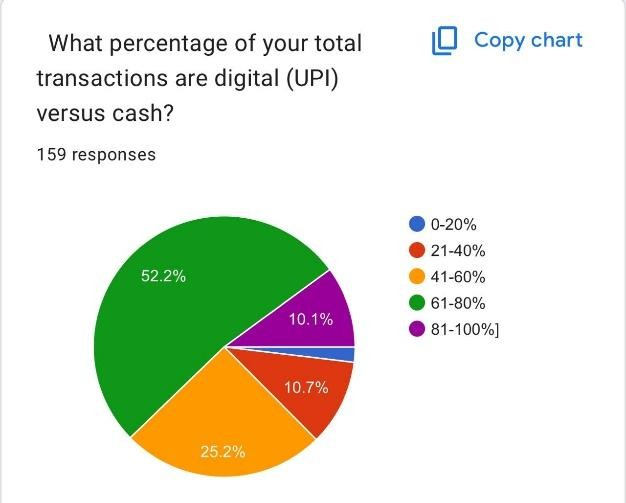 What percentage of your total
transactions are digital (UPI)
versus cash?
Copy chart
159 responses
0-20%
21-40%
41-60%
61-80%
81-100%]
52.2%
10.1%
10.7%
25.2%